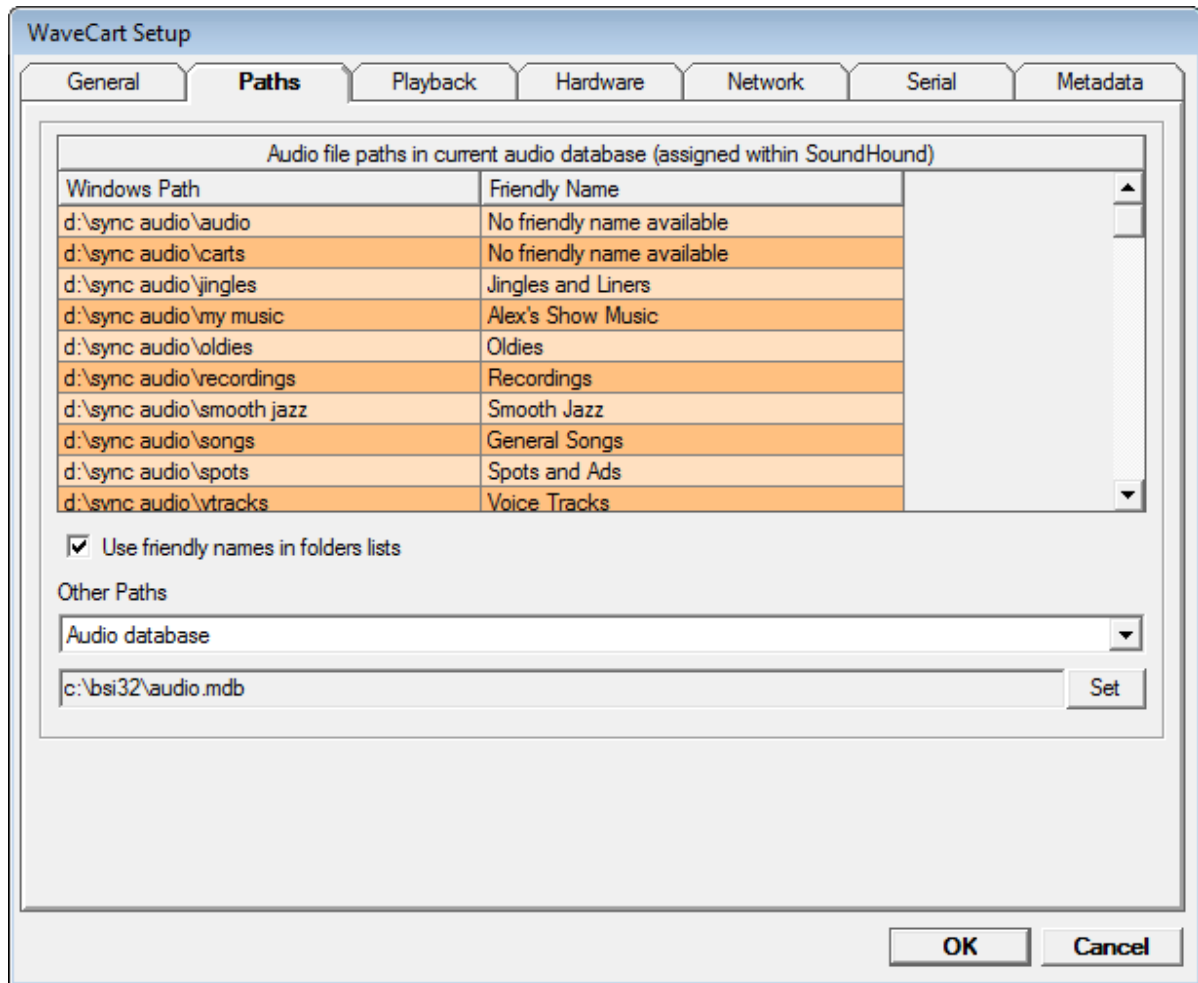 WaveCart Setup
General Paths Playback Hardware Network Serial Metadata
Audio file paths in current audio database (assigned within SoundHound)
Windows Path Friendly Name
d:\sync audio\audio No friendly name available
d:\sync audio\carts No friendly name available
d:\sync audio\jingles Jingles and Liners
d:\sync audio\my music Alex's Show Music
d:\sync audio\oldies Oldies
d:\sync audio\recordings Recordings
d:\sync audio\smooth jazz Smooth Jazz
d:\sync audio\songs General Songs
d:\sync audio\spots Spots and Ads
d:\sync audio\vtracks Voice Tracks
Use friendly names in folders lists
Other Paths
Audio database
c:\bsi32\audio.mdb Set
OK Cancel